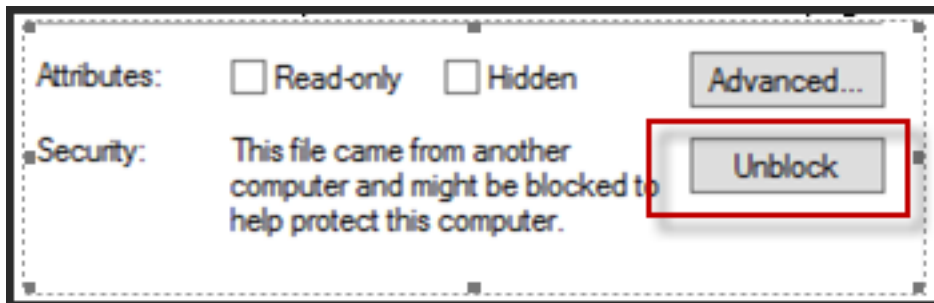 Attributes: Read-only Hidden Advanced...
Security: This file came from another Unblock
computer and might be blocked to
help protect this computer.